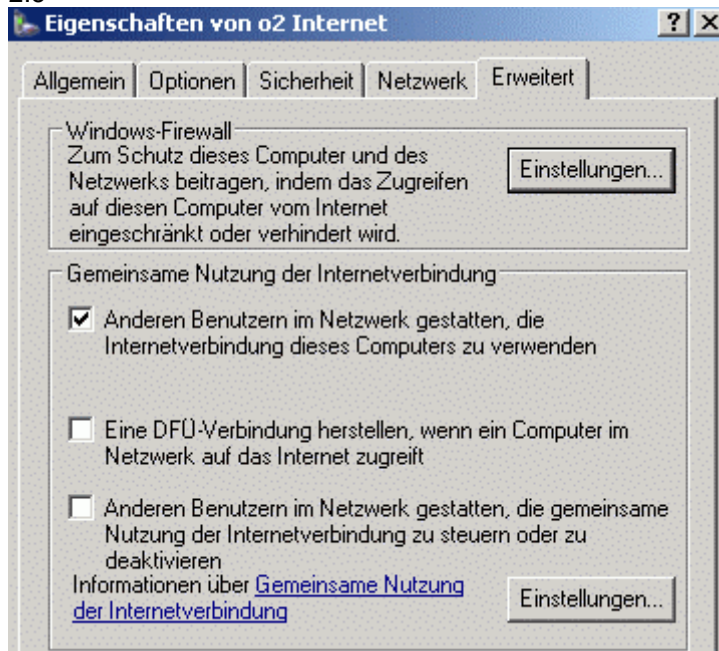 Eigenschaften von o2 Internet
Allgemein Optionen Sicherheit Netzwerk Erweitert
Windows-Firewall
Zum Schutz dieses Computer und des
Netzwerks beitragen, indem das Zugreifen
auf diesen Computer vom Internet
eingeschränkt oder verhindert wird.
Einstellungen...
Gemeinsame Nutzung der Internetverbindung
Anderen Benutzern im Netzwerk gestatten, die
Internetverbindung dieses Computers zu verwenden
Eine DFÜ-Verbindung herstellen, wenn ein Computer im
Netzwerk auf das Internet zugreift
Anderen Benutzern im Netzwerk gestatten, die gemeinsame
Nutzung der Internetverbindung zu steuern oder zu
deaktivieren
Informationen über Gemeinsame Nutzung
der Internetverbindung
Einstellungen...